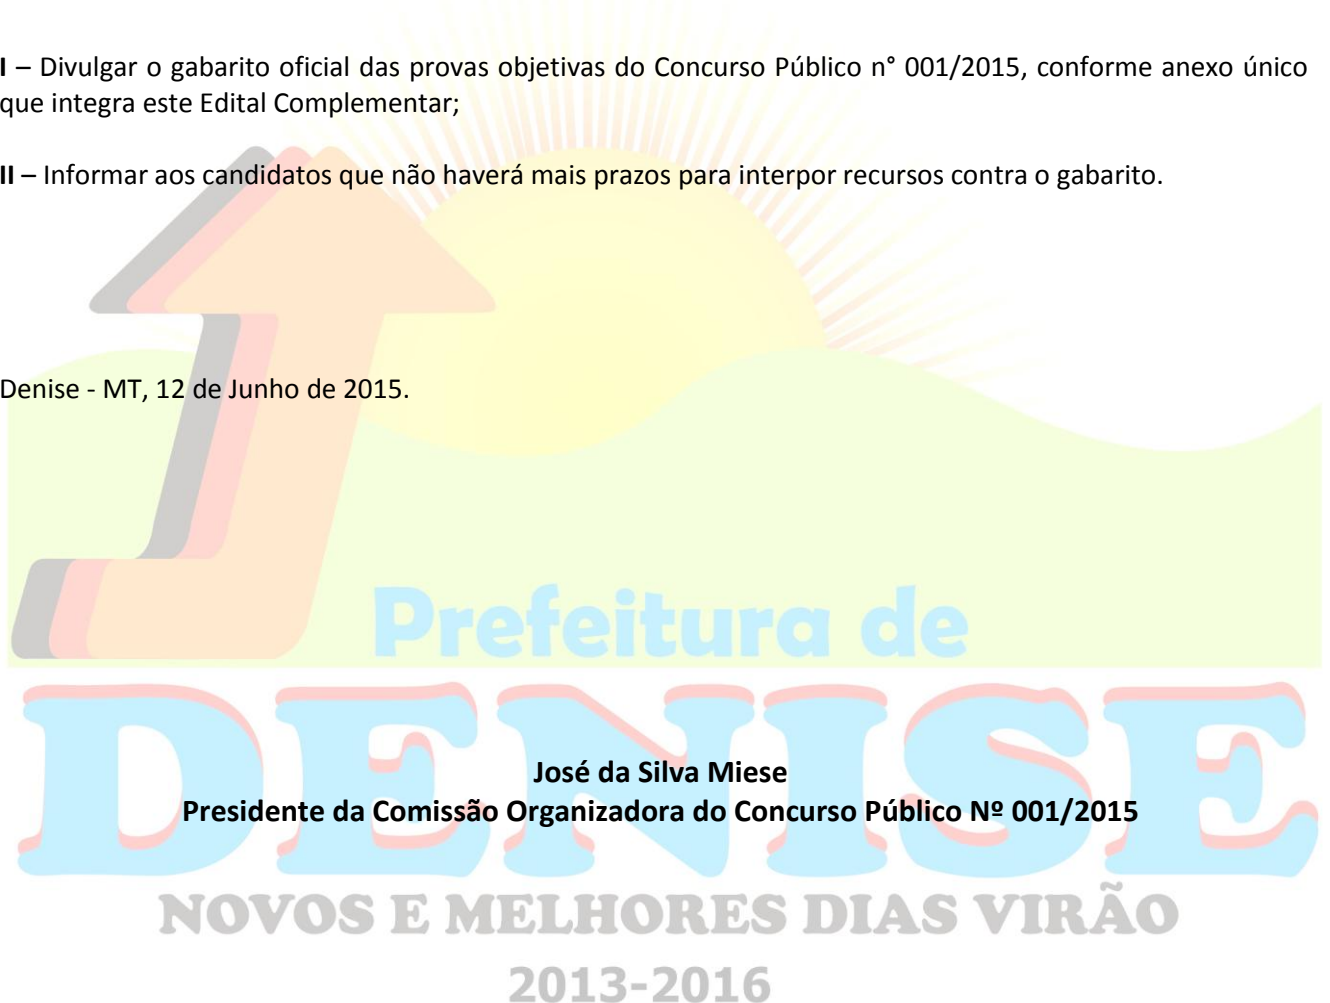 I – Divulgar o gabarito oficial das provas objetivas do Concurso Público n° 001/2015, conforme anexo único
que integra este Edital Complementar;
II – Informar aos candidatos que não haverá mais prazos para interpor recursos contra o gabarito.
Denise - MT, 12 de Junho de 2015.
Prefeitura de
DENISE
José da Silva Miese
Presidente da Comissão Organizadora do Concurso Público Nº 001/2015
NOVOS E MELHORES DIAS VIRÃO
2013-2016